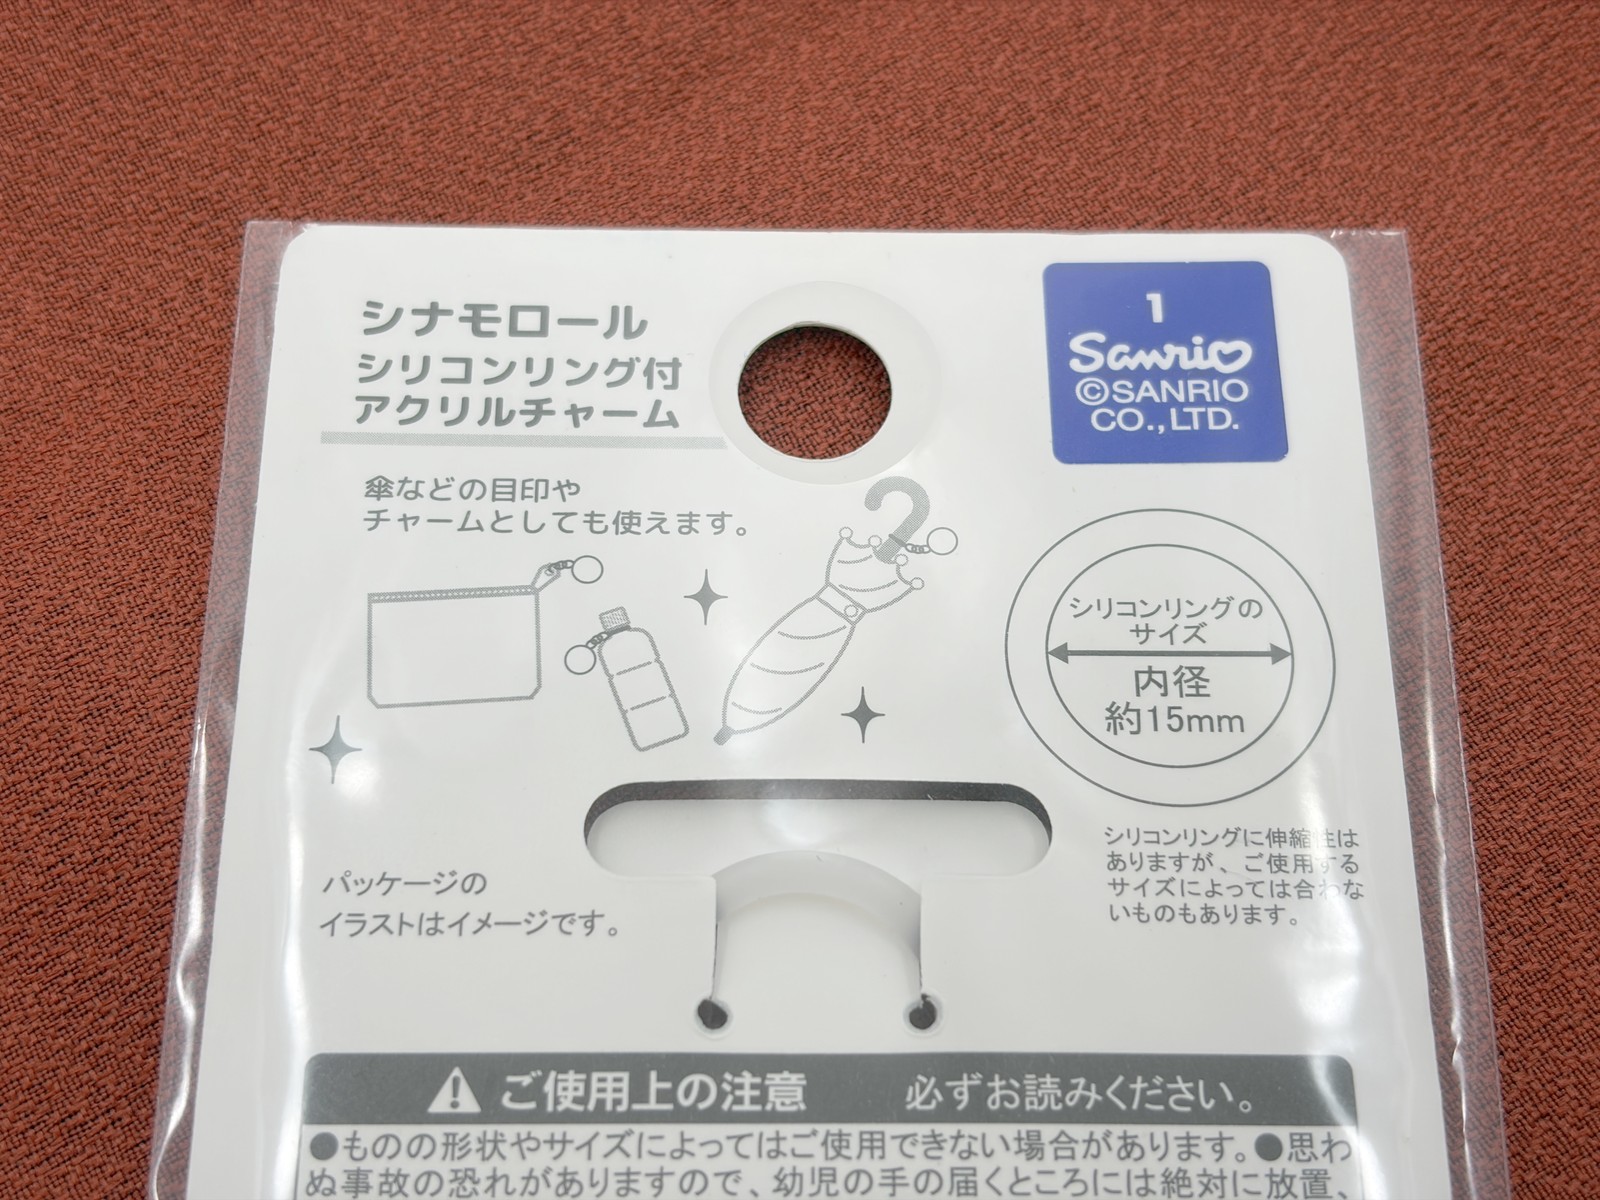 シナモロール
シリコンリング付
アクリルチャーム
1
Sanrio
©SANRIO
CO.,LTD.
傘などの目印や
チャームとしても使えます。
シリコンリングの
サイズ
内径
約15mm
シリコンリングに伸縮性は
ありますが、ご使用する
サイズによっては合わな
いものもあります。
パッケージの
イラストはイメージです。
ご使用上の注意 必ずお読みください。
●ものの形状やサイズによってはご使用できない場合があります。●思わ
ぬ事故の恐れがありますので、幼児の手の届くところには絶対に放置、